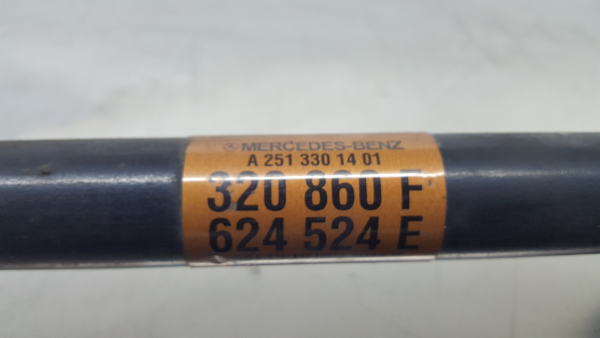 MERCEDES-BENZ
A 251 330 14 01
320 860 F
624 524 E